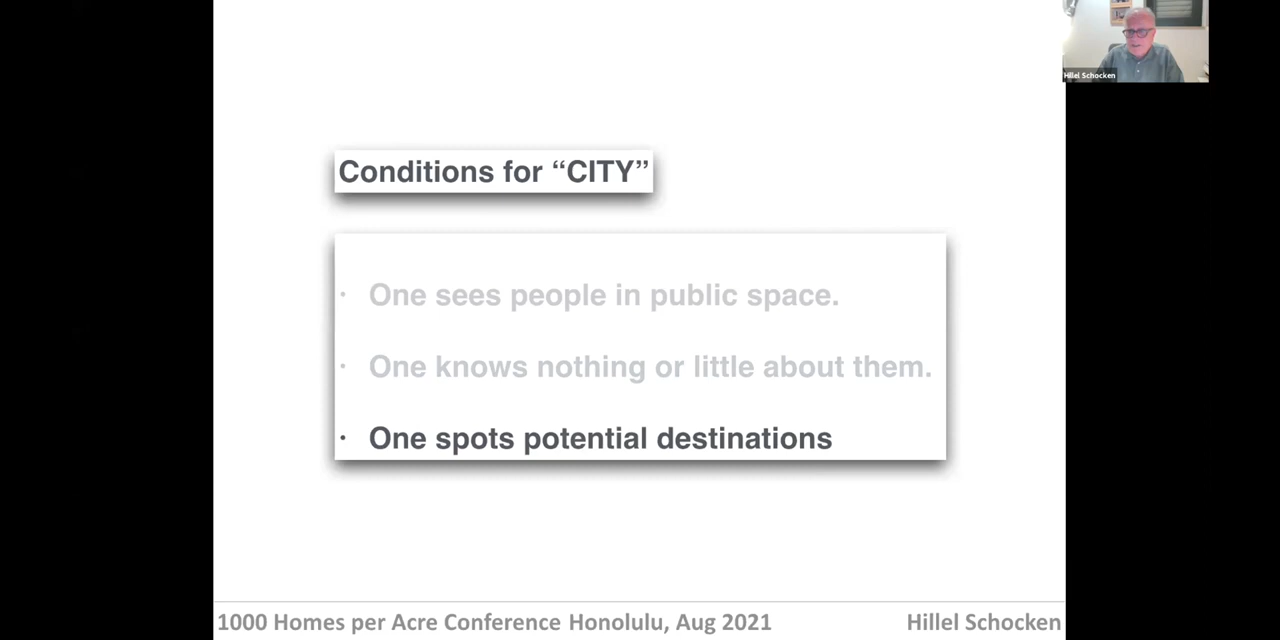 Hillel Schocken
Conditions for “CITY”
· One sees people in public space.
· One knows nothing or little about them.
· One spots potential destinations
1000 Homes per Acre Conference Honolulu, Aug 2021
Hillel Schocken